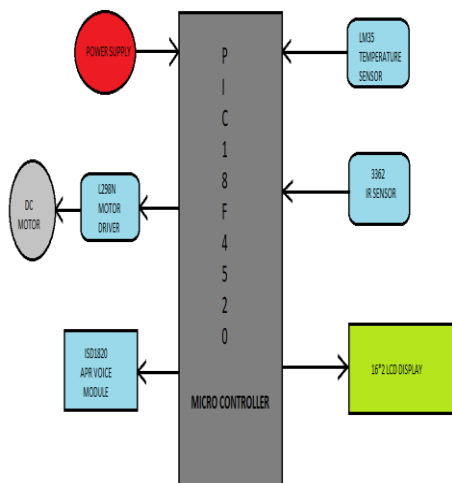 POWER SUPPLY
P
I
C
1
8
F
4
5
2
0
MICRO CONTROLLER
LM35
TEMPERATURE
SENSOR
3362
IR SENSOR
L298N
MOTOR
DRIVER
DC
MOTOR
ISD1820
APR VOICE
MODULE
16*2 LCD DISPLAY